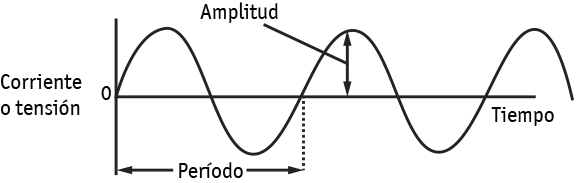 Amplitud
Corriente
o tensión
0
Tiempo
Período